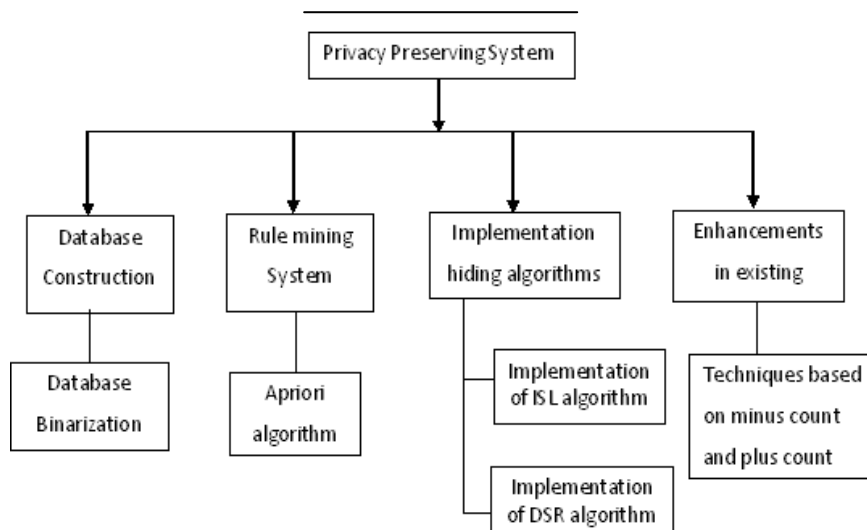 Privacy Preserving System
Database
Construction
Rule mining
System
Implementation
hiding algorithms
Enhancements
in existing
Database
Binarization
Apriori
algorithm
Implementation
of ISL algorithm
Implementation
of DSR algorithm
Techniques based
on minus count
and plus count